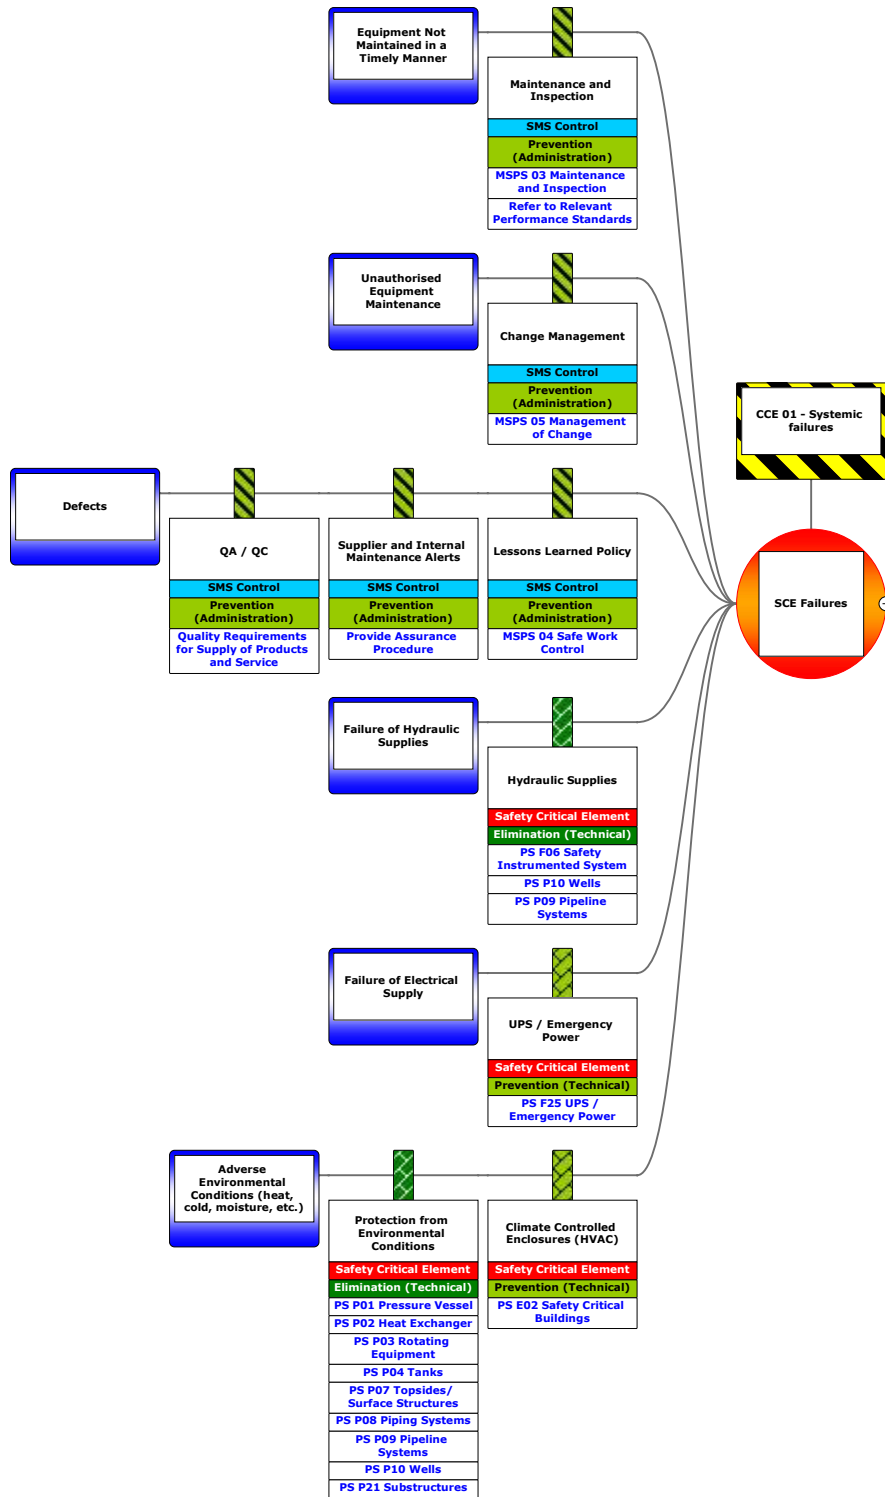 Equipment Not
Maintained in a
Timely Manner
Maintenance and
Inspection
SMS Control
Prevention
(Administration)
MSPS 03 Maintenance
and Inspection
Refer to Relevant
Performance Standards
Unauthorised
Equipment
Maintenance
Change Management
SMS Control
Prevention
(Administration)
MSPS 05 Management
of Change
CCE 01 - Systemic
failures
SCE Failures
Defects
QA / QC
SMS Control
Prevention
(Administration)
Quality Requirements
for Supply of Products
and Service
Supplier and Internal
Maintenance Alerts
SMS Control
Prevention
(Administration)
Provide Assurance
Procedure
Lessons Learned Policy
SMS Control
Prevention
(Administration)
MSPS 04 Safe Work
Control
Failure of Hydraulic
Supplies
Hydraulic Supplies
Safety Critical Element
Elimination (Technical)
PS F06 Safety
Instrumented System
PS P10 Wells
PS P09 Pipeline
Systems
Failure of Electrical
Supply
UPS / Emergency
Power
Safety Critical Element
Prevention (Technical)
PS F25 UPS /
Emergency Power
Adverse
Environmental
Conditions (heat,
cold, moisture, etc.)
Protection from
Environmental
Conditions
Safety Critical Element
Elimination (Technical)
PS P01 Pressure Vessel
PS P02 Heat Exchanger
PS P03 Rotating
Equipment
PS P04 Tanks
PS P07 Topsides/
Surface Structures
PS P08 Piping Systems
PS P09 Pipeline
Systems
PS P10 Wells
PS P21 Substructures
Climate Controlled
Enclosures (HVAC)
Safety Critical Element
Prevention (Technical)
PS E02 Safety Critical
Buildings